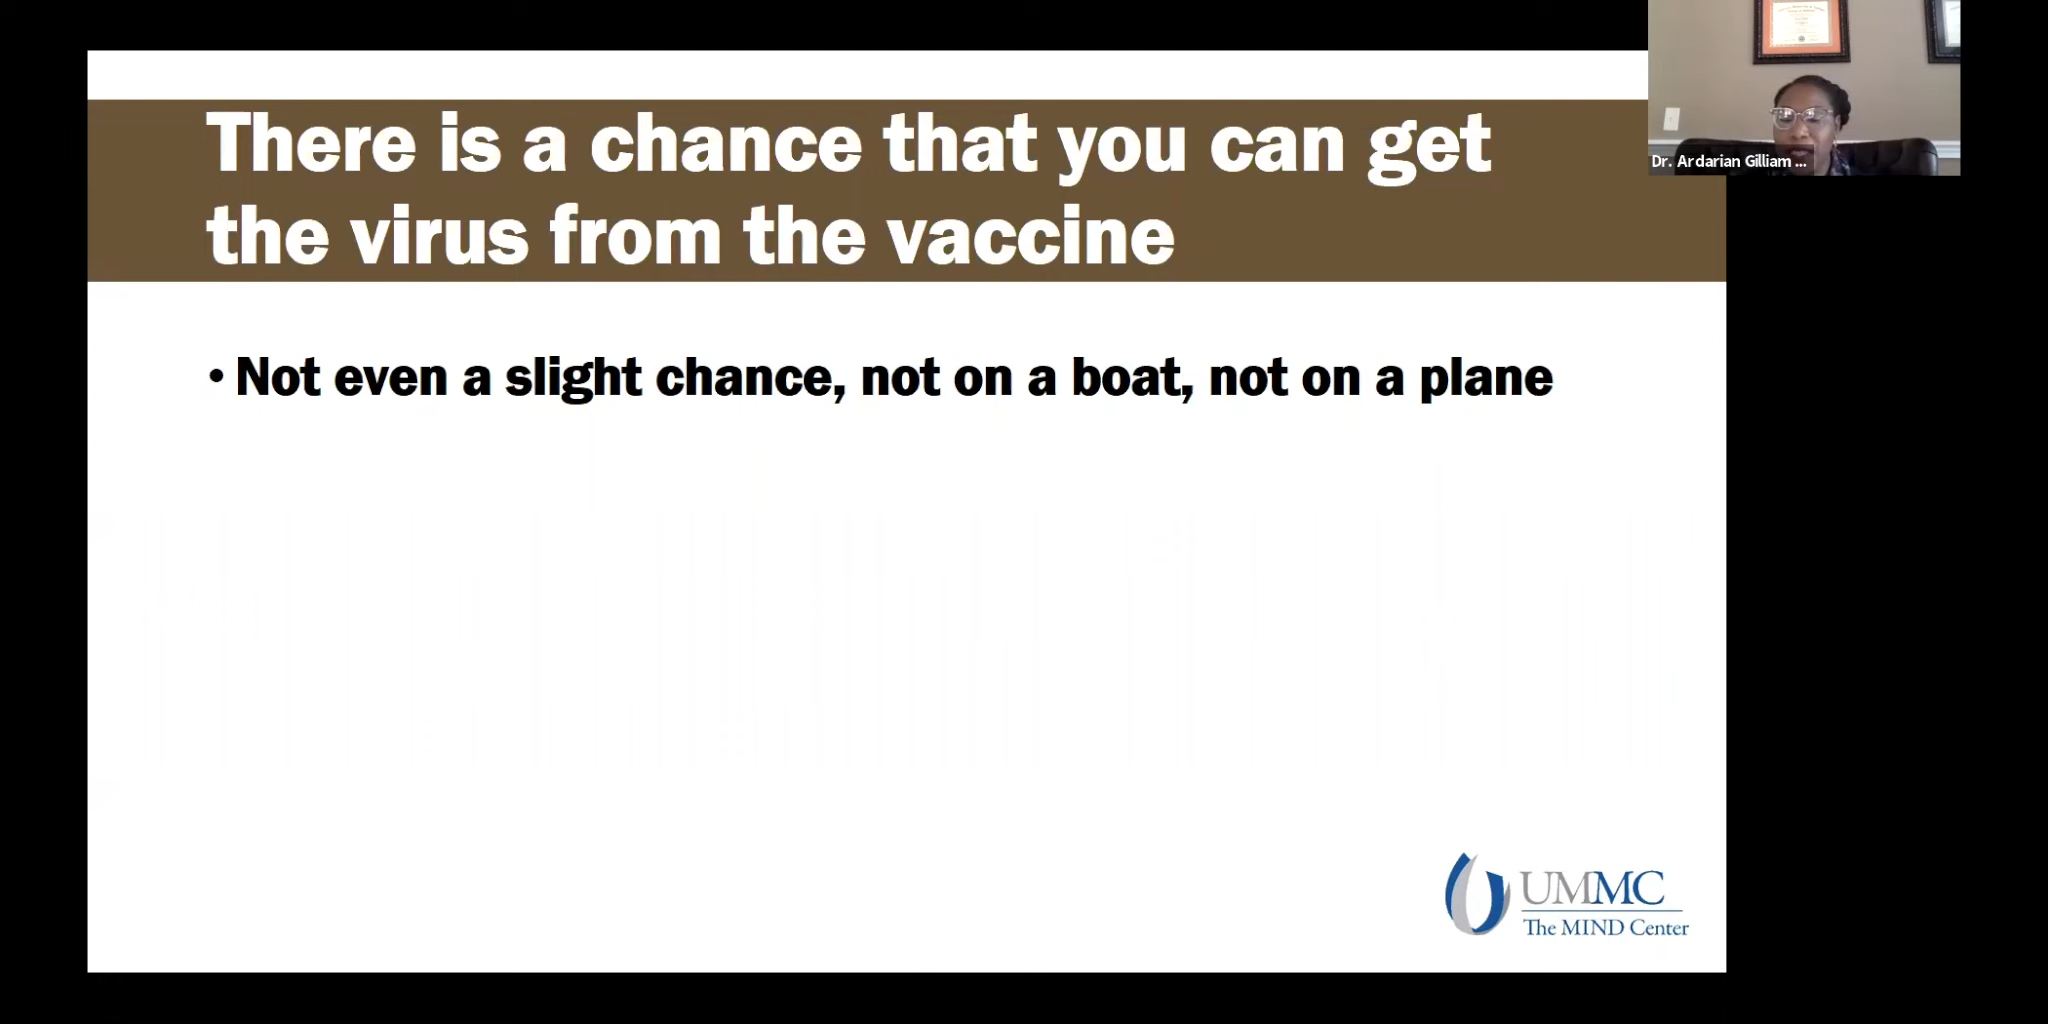 There is a chance that you can get
the virus from the vaccine
• Not even a slight chance, not on a boat, not on a plane
Dr. Ardarian Gilliam ...
UMMC
The MIND Center